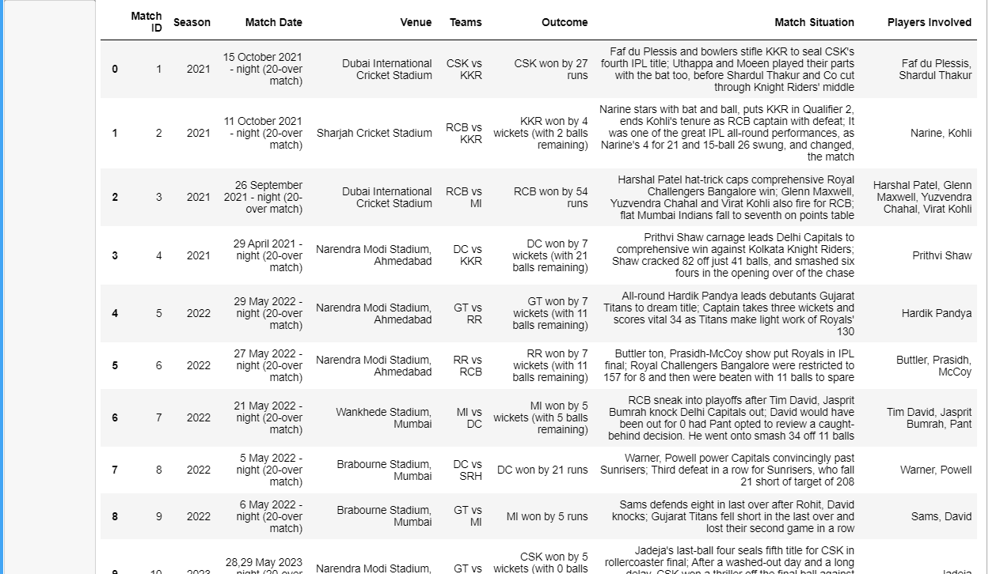 Match
ID
Season
Match Date
Venue
Teams
Outcome
Match Situation
Players Involved
0
1
2021
15 October 2021
- night (20-over
match)
Dubai International
Cricket Stadium
CSK vs
KKR
CSK won by 27
runs
Faf du Plessis and bowlers stifle KKR to seal CSK's
fourth IPL title; Uthappa and Moeen played their parts
with the bat too, before Shardul Thakur and Co cut
through Knight Riders' middle
Faf du Plessis,
Shardul Thakur
1
2
2021
11 October 2021
- night (20-over
match)
Sharjah Cricket Stadium
RCB vs
KKR
KKR won by 4
wickets (with 2 balls
remaining)
Narine stars with bat and ball, puts KKR in Qualifier 2,
ends Kohli's tenure as RCB captain with defeat; It
was one of the great IPL all-round performances, as
Narine's 4 for 21 and 15-ball 26 swung, and changed,
the match
Narine, Kohli
2
3
2021
26 September
2021 - night (20-
over match)
Dubai International
Cricket Stadium
RCB vs
MI
RCB won by 54
runs
Harshal Patel hat-trick caps comprehensive Royal
Challengers Bangalore win; Glenn Maxwell,
Yuzvendra Chahal and Virat Kohli also fire for RCB;
flat Mumbai Indians fall to seventh on points table
Harshal Patel, Glenn
Maxwell, Yuzvendra
Chahal, Virat Kohli
3
4
2021
29 April 2021 -
night (20-over
match)
Narendra Modi Stadium,
Ahmedabad
DC vs
KKR
DC won by 7
wickets (with 21
balls remaining)
Prithvi Shaw carnage leads Delhi Capitals to
comprehensive win against Kolkata Knight Riders;
Shaw cracked 82 off just 41 balls, and smashed six
fours in the opening over of the chase
Prithvi Shaw
4
5
2022
29 May 2022 -
night (20-over
match)
Narendra Modi Stadium,
Ahmedabad
GT vs
RR
GT won by 7
wickets (with 11
balls remaining)
All-round Hardik Pandya leads debutants Gujarat
Titans to dream title; Captain takes three wickets and
scores vital 34 as Titans make light work of Royals'
130
Hardik Pandya
5
6
2022
27 May 2022 -
night (20-over
match)
Narendra Modi Stadium,
Ahmedabad
RR vs
RCB
RR won by 7
wickets (with 11
balls remaining)
Buttler ton, Prasidh-McCoy show put Royals in IPL
final; Royal Challengers Bangalore were restricted to
157 for 8 and then were beaten with 11 balls to spare
Buttler, Prasidh,
McCoy
6
7
2022
21 May 2022 -
night (20-over
match)
Wankhede Stadium,
Mumbai
MI vs
DC
MI won by 5
wickets (with 5 balls
remaining)
RCB sneak into playoffs after Tim David, Jasprit
Bumrah knock Delhi Capitals out; David would have
been out for 0 had Pant opted to review a caught-
behind decision. He went onto smash 34 off 11 balls
Tim David, Jasprit
Bumrah, Pant
7
8
2022
5 May 2022 -
night (20-over
match)
Brabourne Stadium,
Mumbai
DC vs
SRH
DC won by 21 runs
Warner, Powell power Capitals convincingly past
Sunrisers; Third defeat in a row for Sunrisers, who fall
21 short of target of 208
Warner, Powell
8
9
2022
6 May 2022 -
night (20-over
match)
Brabourne Stadium,
Mumbai
GT vs
MI
MI won by 5 runs
Sams defends eight in last over after Rohit, David
knocks; Gujarat Titans fell short in the last over and
lost their second game in a row
Sams, David
9
10
2023
28,29 May 2023
night (20-over
Narendra Modi Stadium,
GT vs
CSK won by 5
wickets (with 0 balls
Jadeja's last-ball four seals fifth title for CSK in
rollercoaster final; After a washed-out day and a long
delay, CSK won a thriller off the final ball against
Jadeja